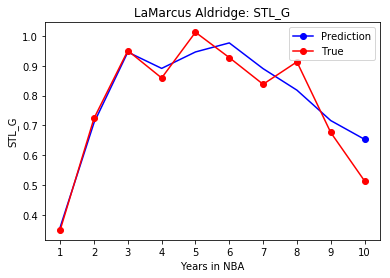 LaMarcus Aldridge: STL_G
Prediction
True
1.0
0.9
0.8
0.7
0.6
0.5
0.4
STL_G
1 2 3 4 5 6 7 8 9 10
Years in NBA